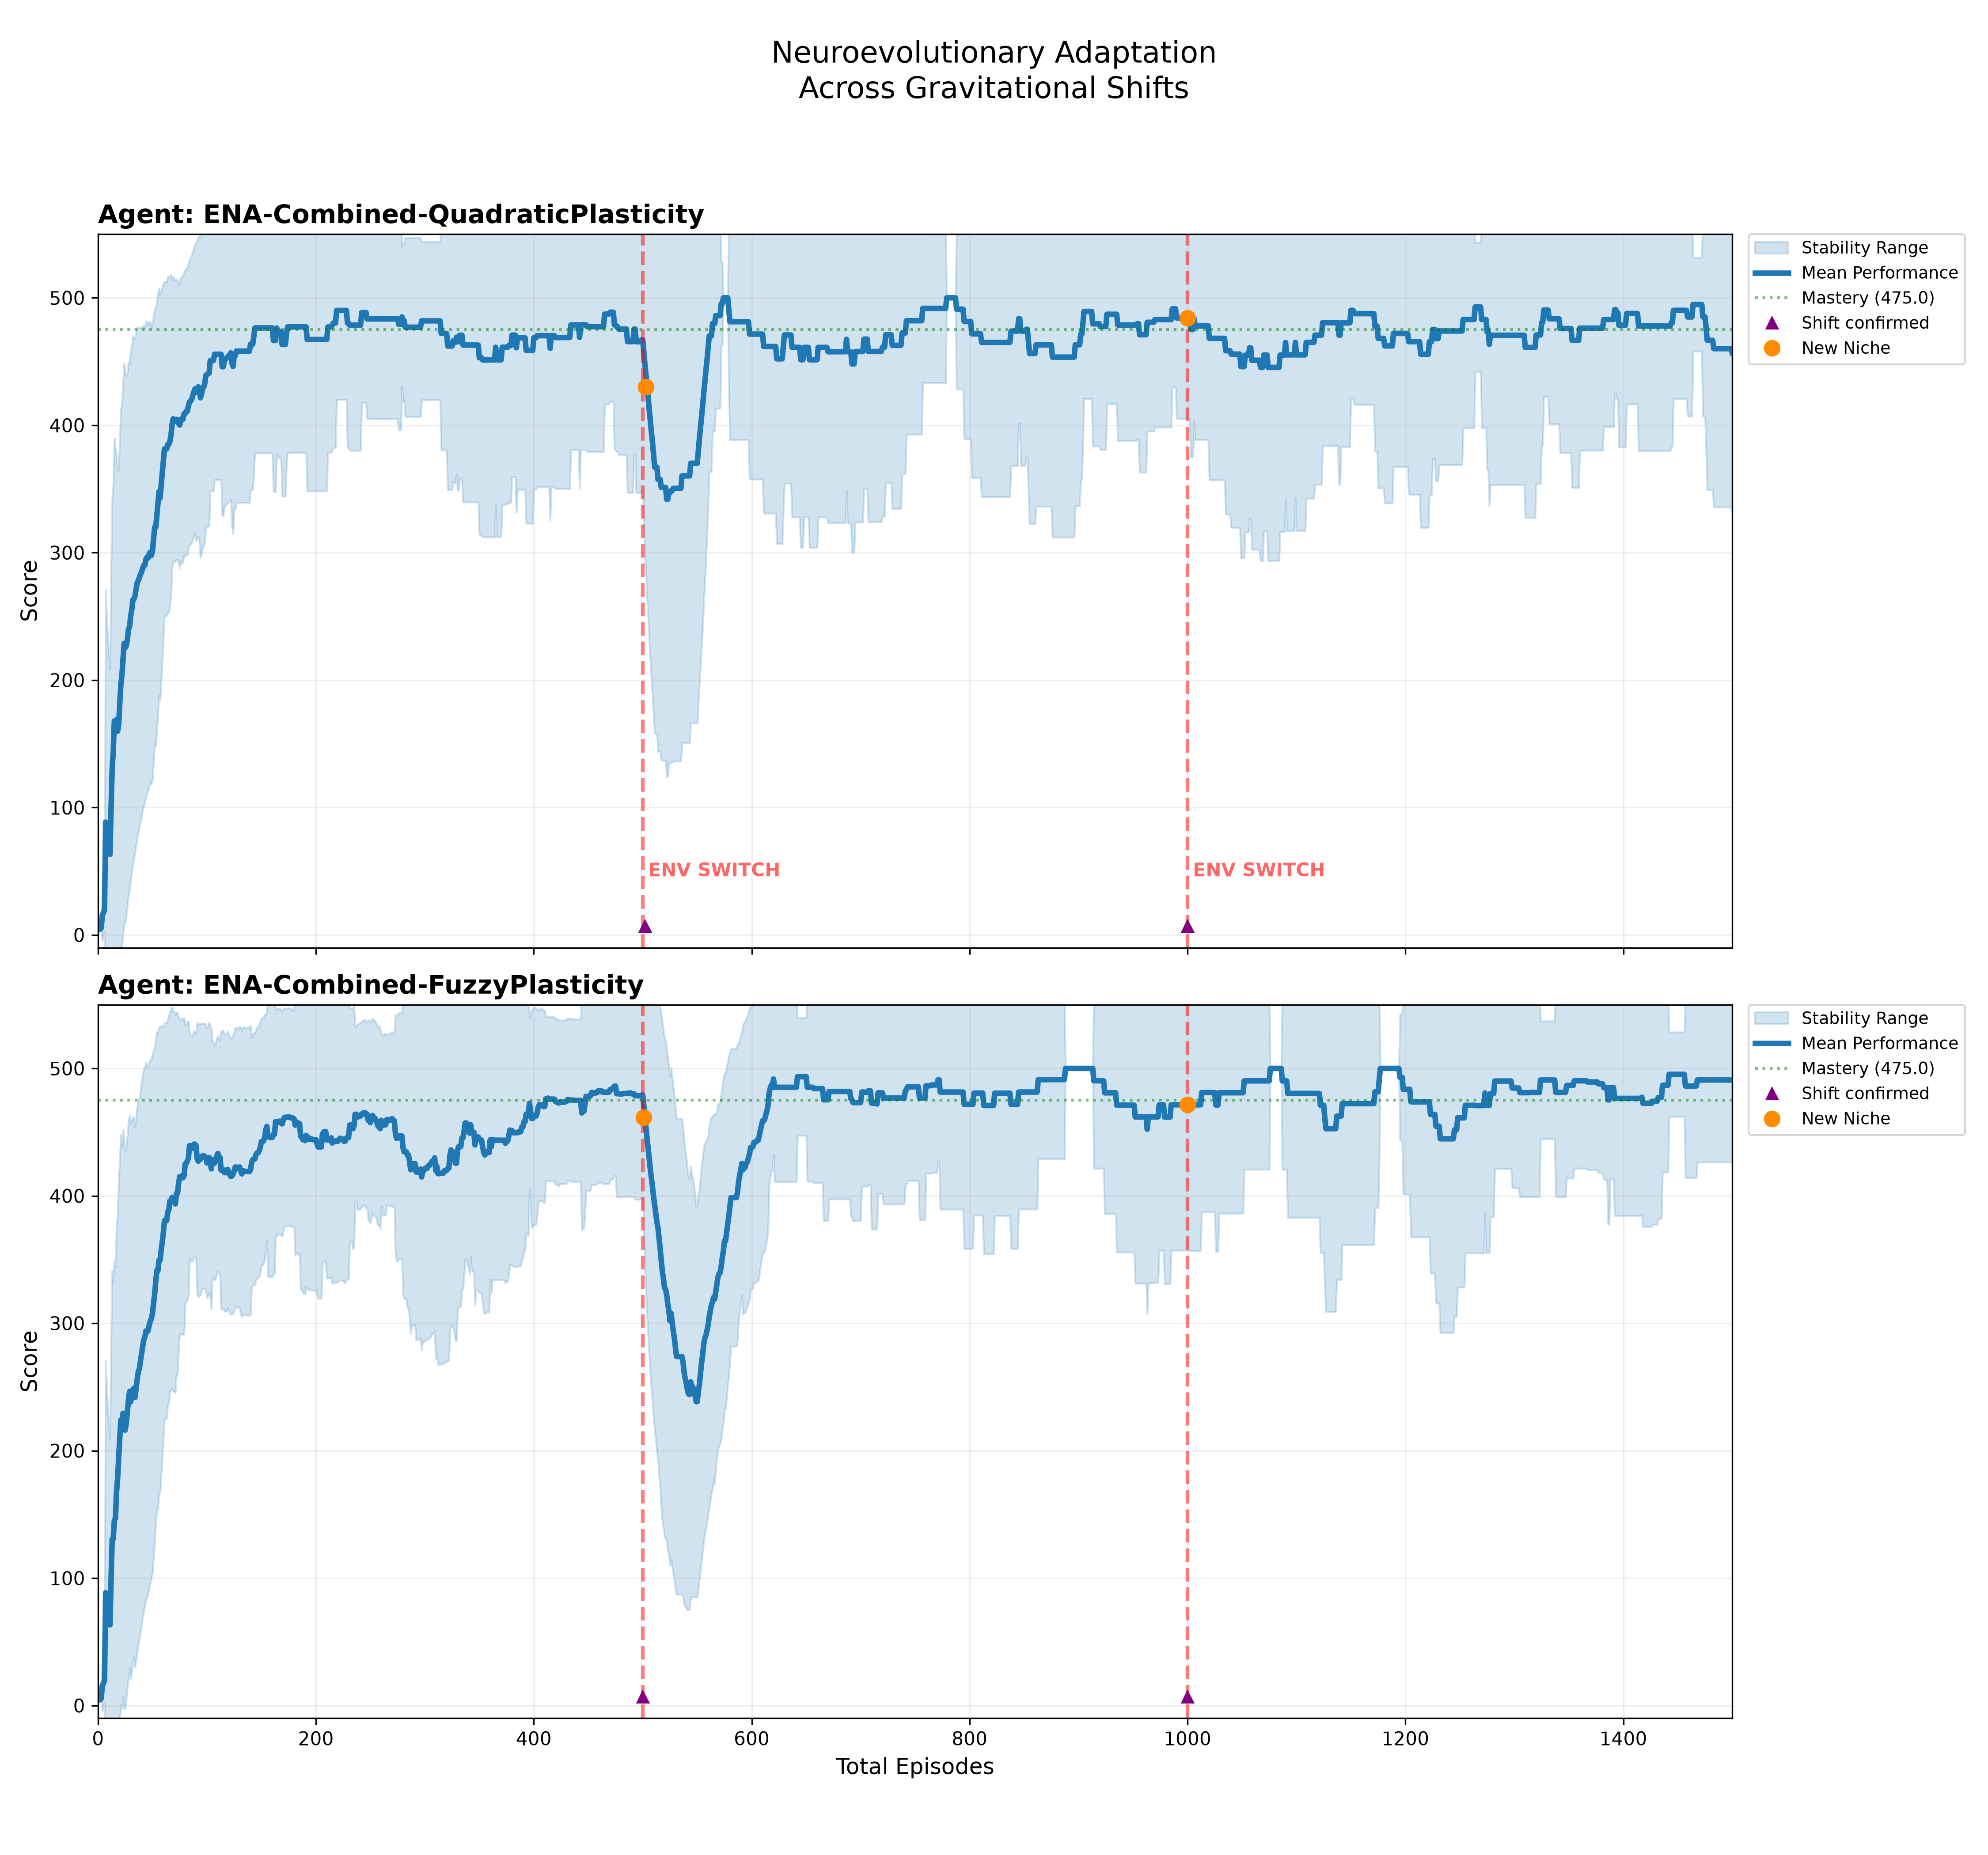 Neuroevolutionary Adaptation
Across Gravitational Shifts
Agent: ENA-Combined-QuadraticPlasticity
Score
500
400
300
200
100
0
ENV SWITCH
ENV SWITCH
Stability Range
Mean Performance
Mastery (475.0)
Shift confirmed
New Niche
Agent: ENA-Combined-FuzzyPlasticity
Score
500
400
300
200
100
0
Stability Range
Mean Performance
Mastery (475.0)
Shift confirmed
New Niche
0 200 400 600 800 1000 1200 1400
Total Episodes